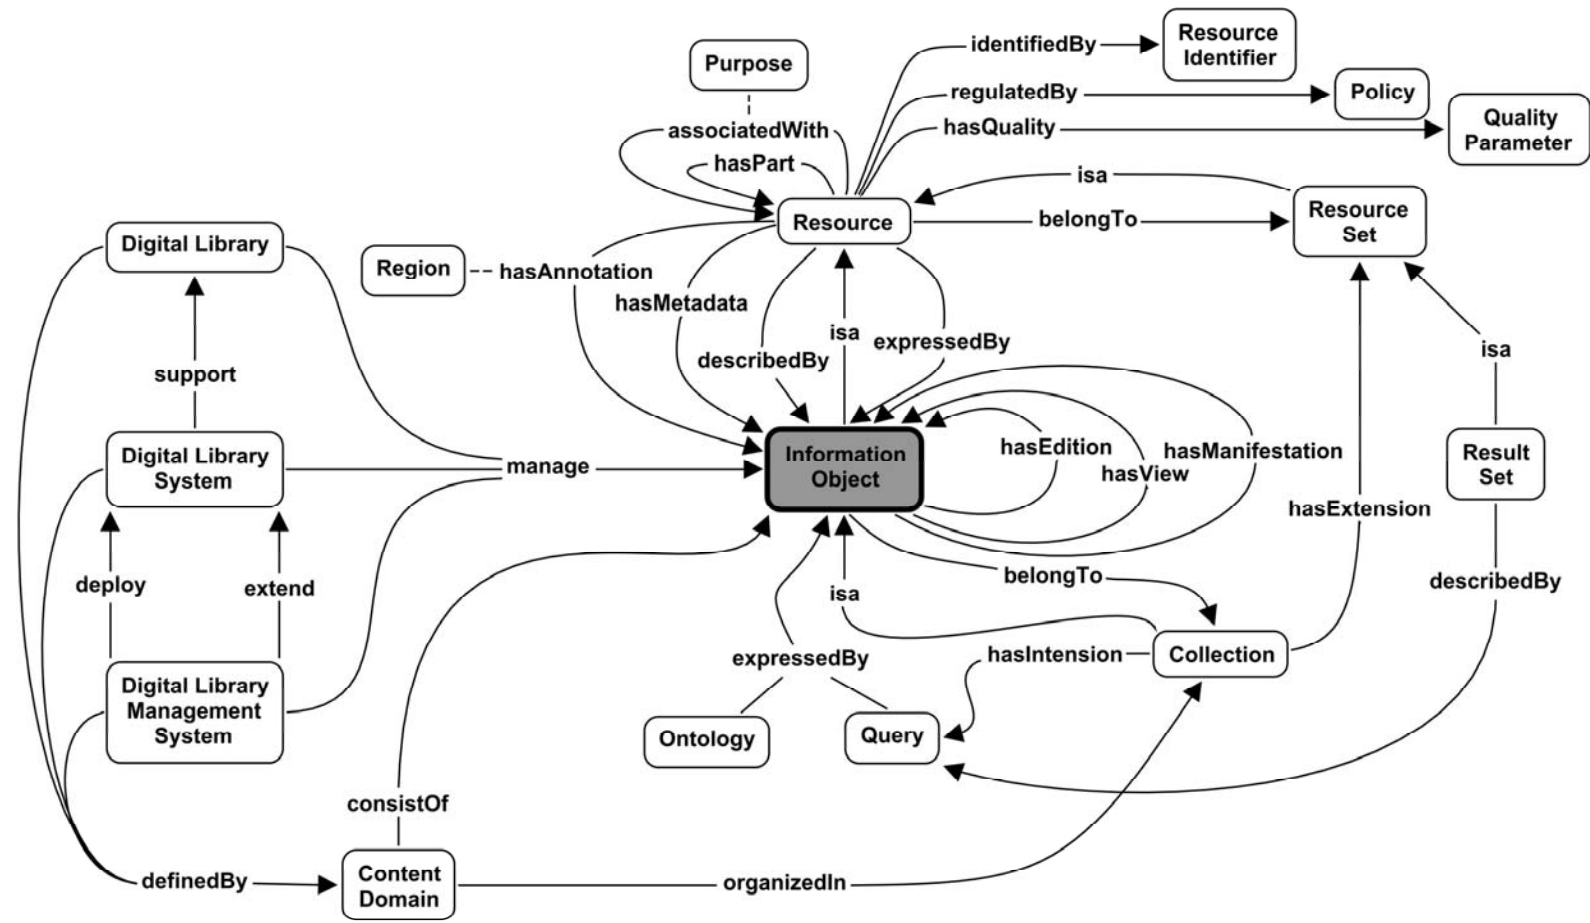 Purpose
identifiedBy
Resource
Identifier
regulatedBy
Policy
associatedWith
hasQuality
Quality
Parameter
hasPart
isa
Resource
belongTo
Resource
Set
Digital Library
Region
hasAnnotation
hasMetadata
isa
expressedBy
describedBy
isa
support
Digital Library
System
manage
Information
Object
hasEdition
hasView
hasManifestation
Result
Set
hasExtension
deploy
extend
belongTo
isa
describedBy
expressedBy
hasIntension
Collection
Digital Library
Management
System
Ontology
Query
consistOf
definedBy
Content
Domain
organizedIn